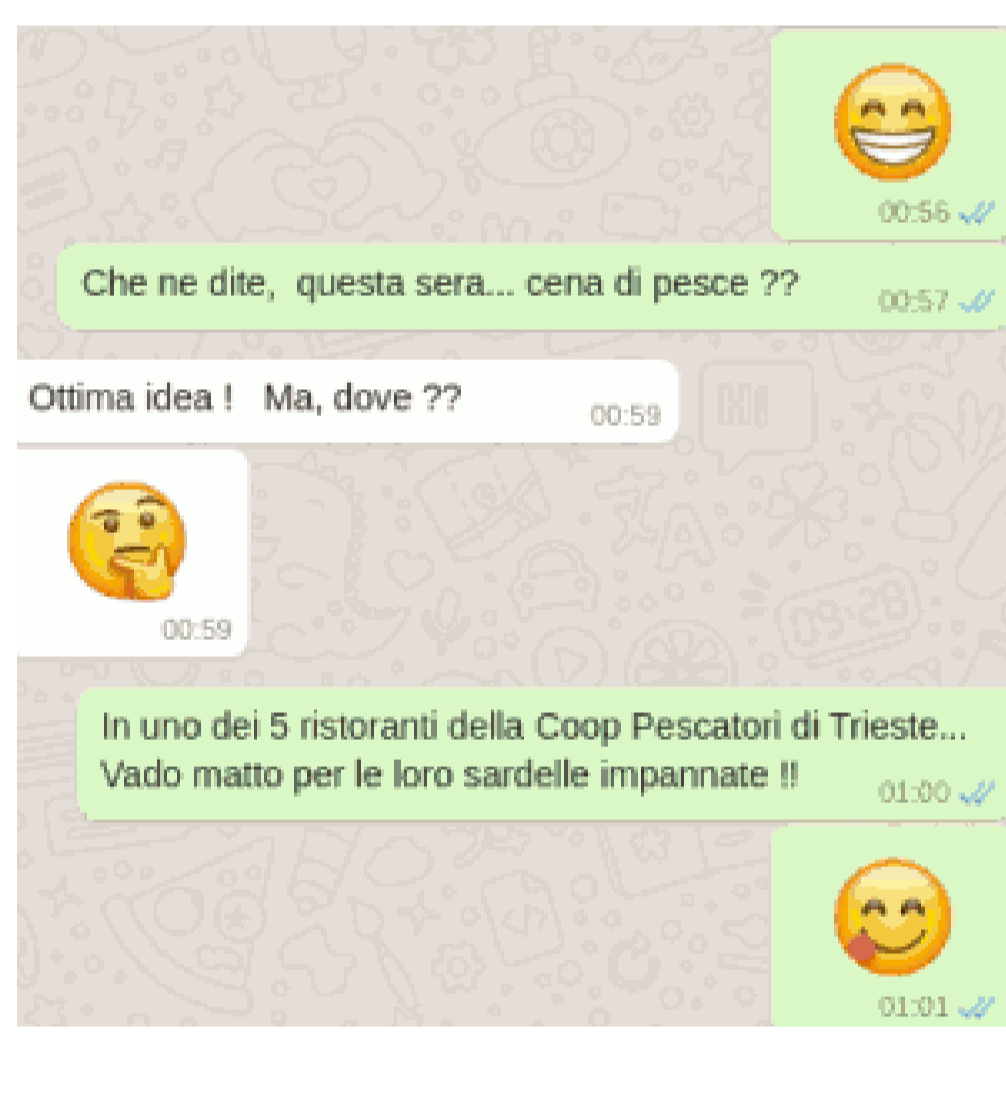 😁
00:56
Che ne dite,  questa sera... cena di pesce ??
00:57
Ottima idea !   Ma, dove ??
00:59
🤔
00:59
In uno dei 5 ristoranti della Coop Pescatori di Trieste...
Vado matto per le loro sardelle impannate !!
01:00
😋
01:01